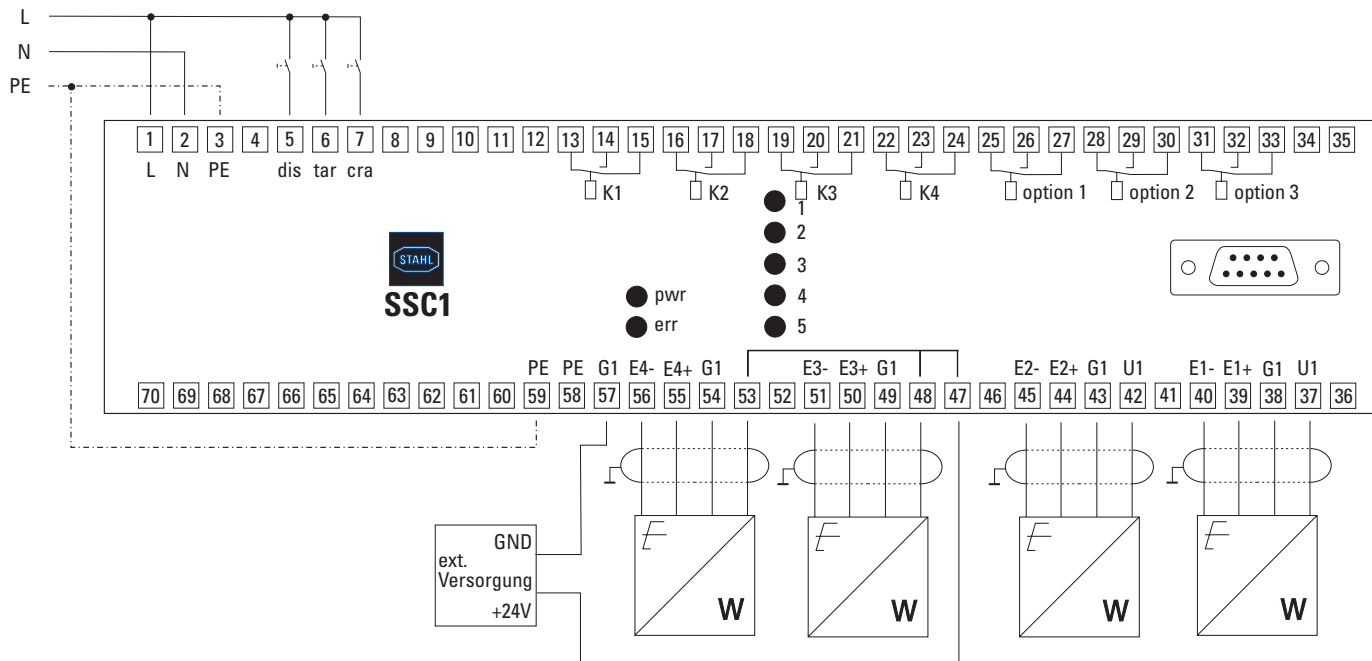 L
N
PE
1 2 3 4 5 6 7 8 9 10 11 12 13 14 15 16 17 18 19 20 21 22 23 24 25 26 27 28 29 30 31 32 33 34 35
L N PE dis tar cra
K1 K2 K3 K4 option 1 option 2 option 3
1
2
3
4
5
STAHL
SSC1
pwr
err
PE PE G1 E4- E4+ G1 E3- E3+ G1 E2- E2+ G1 U1 E1- E1+ G1 U1
70 69 68 67 66 65 64 63 62 61 60 59 58 57 56 55 54 53 52 51 50 49 48 47 46 45 44 43 42 41 40 39 38 37 36
GND
ext.
Versorgung
+24V
F W
F W
F W
F W